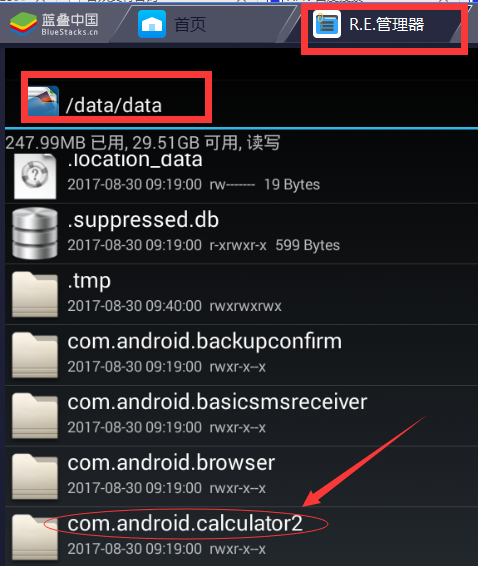 蓝叠中国
BlueStacks.cn
首页
R.E.管理器
/data/data
247.99MB 已用, 29.51GB 可用, 读写
.location_data
2017-08-30 09:19:00 rw------- 19 Bytes
.suppressed.db
2017-08-30 09:19:00 r-xrwxr-x 599 Bytes
.tmp
2017-08-30 09:40:00 rwxrwxrwx
com.android.backupconfirm
2017-08-30 09:19:00 rwxr-x--x
com.android.basicsmsreceiver
2017-08-30 09:19:00 rwxr-x--x
com.android.browser
2017-08-30 09:19:00 rwxr-x--x
com.android.calculator2
2017-08-30 09:19:00 rwxr-x--x